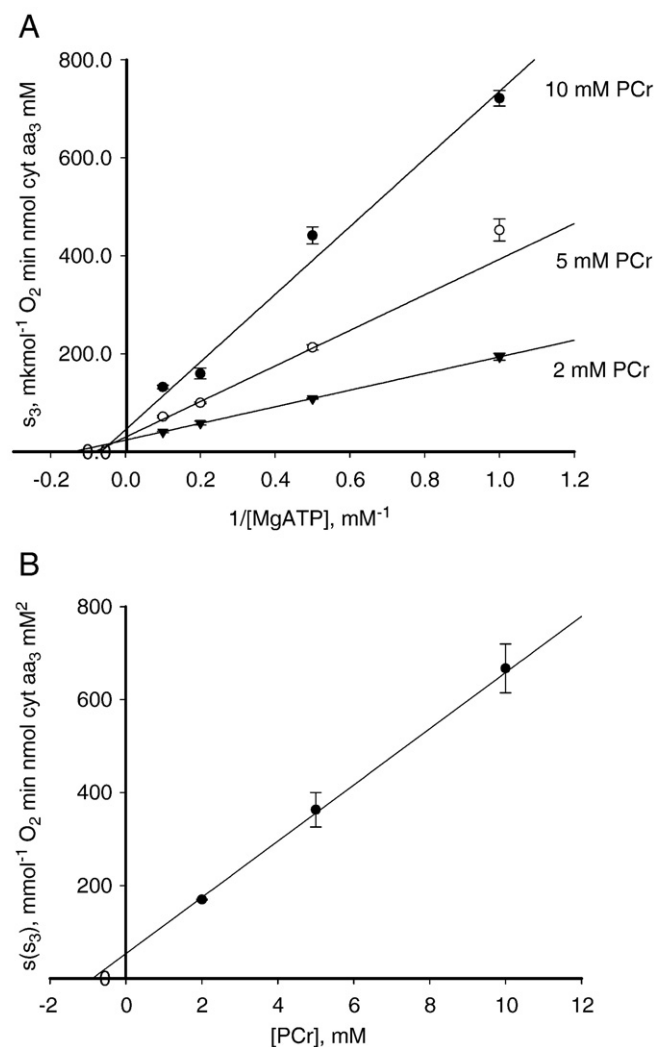 A
800.0
600.0
400.0
200.0
0.0
s₃, mkmol⁻¹ O₂ min nmol cyt aa₃ mM
10 mM PCr
5 mM PCr
2 mM PCr
-0.2 0.0 0.2 0.4 0.6 0.8 1.0 1.2
1/[MgATP], mM⁻¹
B
800
600
400
200
0
s(s₃), mmol⁻¹ O₂ min nmol cyt aa₃ mM²
-2 0 2 4 6 8 10 12
[PCr], mM